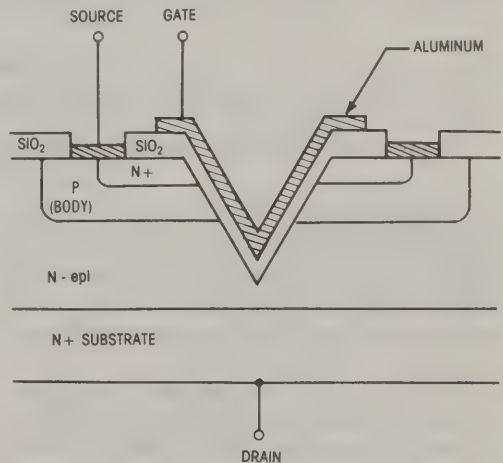 SOURCE
GATE
ALUMINUM
SIO2
SIO2
N+
P
(BODY)
N - epi
N+ SUBSTRATE
DRAIN